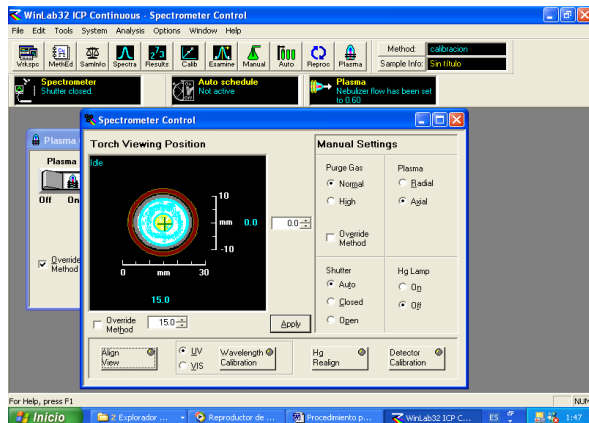 WinLab32 ICP Continuous - Spectrometer Control
File Edit Tools System Analysis Options Window Help
Wrkspc MethEd SamInfo Spectra Results Calib Examine Manual Auto Reproc Plasma
Method: calibracion
Sample Info: Sin título
Spectrometer
Shutter closed
Auto schedule
Not active
Plasma
Nebulizer flow has been set
to 0.60
Plasma
Plasma
Off On
Override
Method
Spectrometer Control
Torch Viewing Position
Idle
10
mm 0.0
-10
0 mm 30
15.0
0.0
Override
Method
15.0
Apply
Manual Settings
Purge Gas
Normal
High
Override
Method
Plasma
Radial
Axial
Shutter
Auto
Closed
Open
Hg Lamp
On
Off
Align
View
UV
VIS
Wavelength
Calibration
Hg
Realign
Detector
Calibration
For Help, press F1
NUM
Inicio
2 Explorador ...
Reproductor de ...
Procedimiento p...
WinLab32 ICP C...
ES
1:47